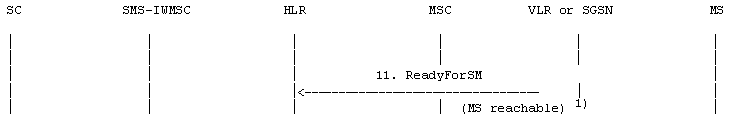 SC SMS-IWMSC HLR MSC VLR or SGSN MS
11. ReadyForSM
(MS reachable) 1)